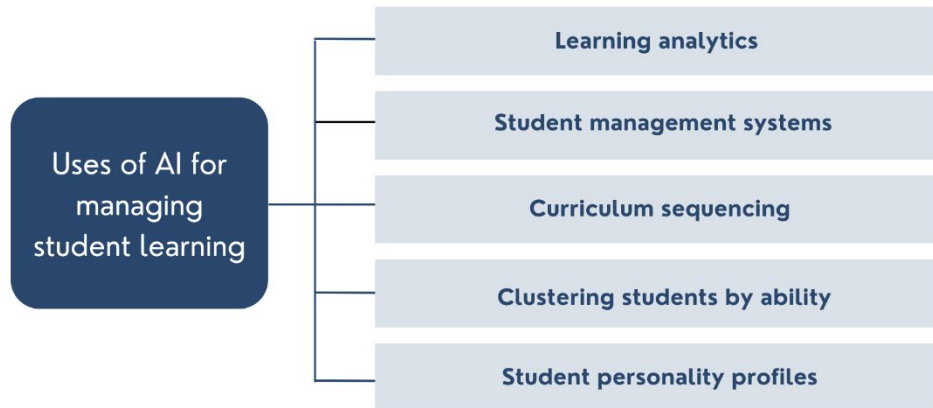 Uses of AI for
managing
student learning
Learning analytics
Student management systems
Curriculum sequencing
Clustering students by ability
Student personality profiles